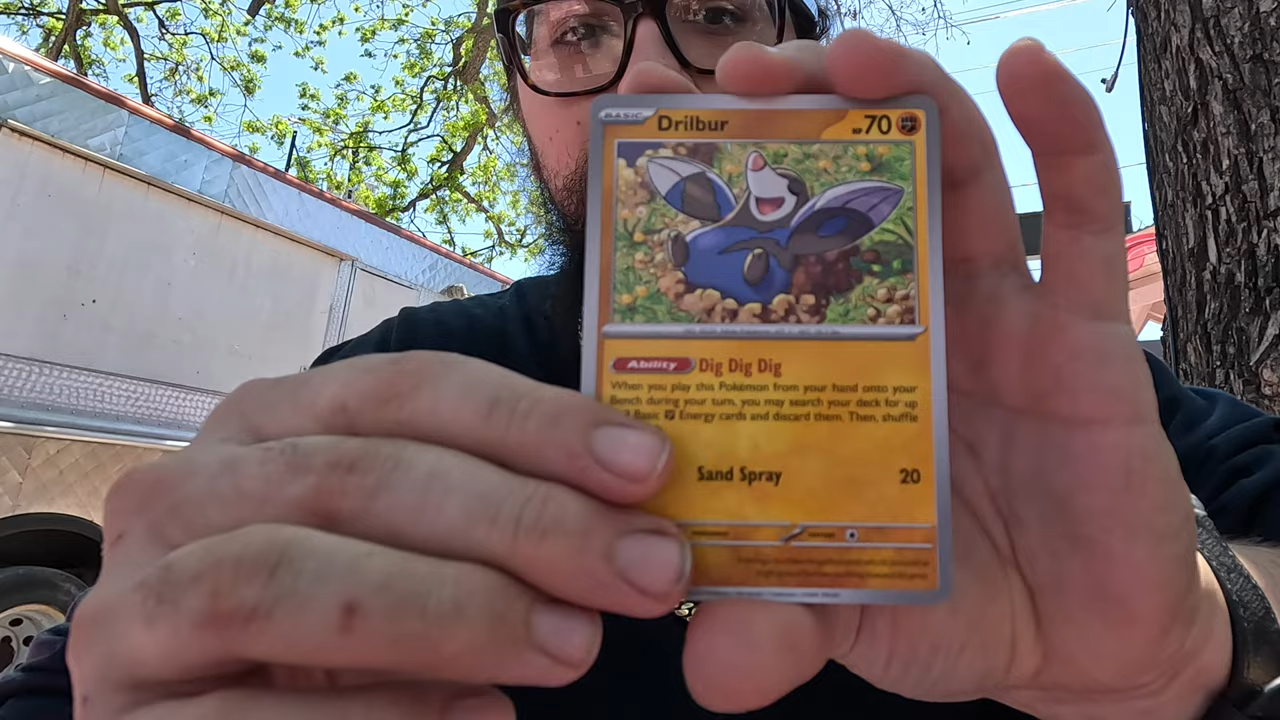 BASIC Drilbur HP 70
Ability Dig Dig Dig
When you play this Pokémon from your hand onto your
Bench during your turn, you may search your deck for up
Basic Energy cards and discard them. Then, shuffle
Sand Spray 20